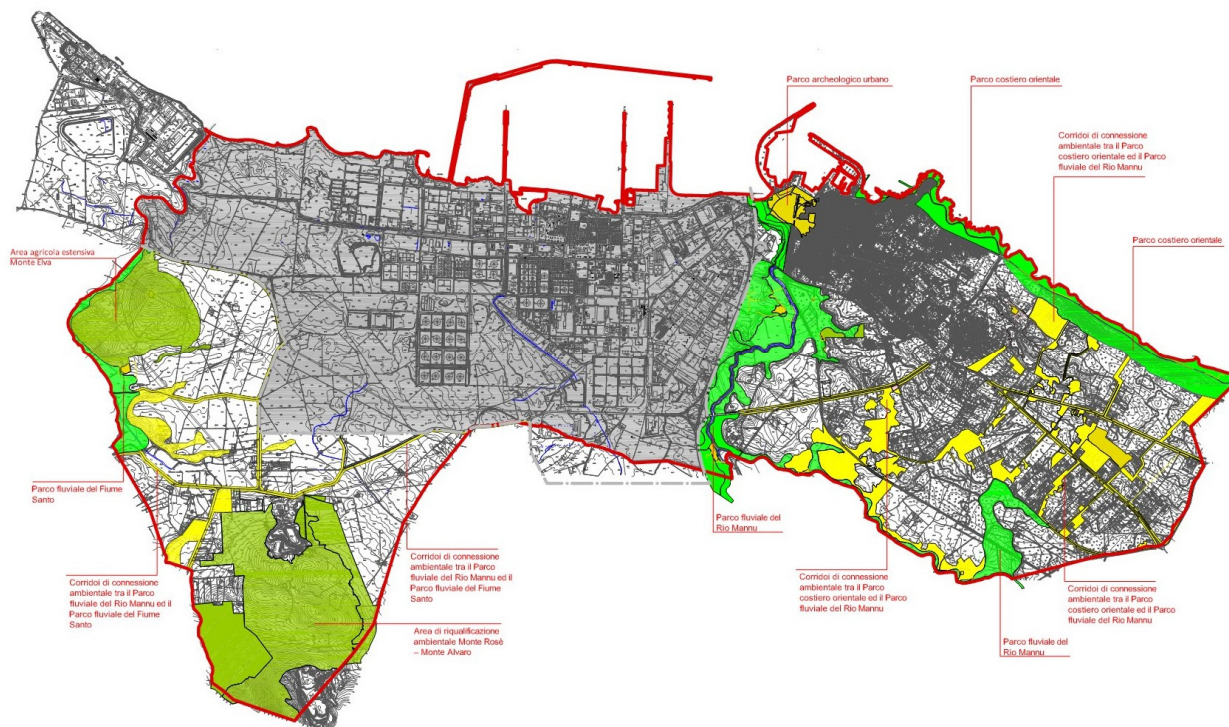 Parco archeologico urbano
Parco costiero orientale
Corridoi di connessione
ambientale tra il Parco
costiero orientale ed il Parco
fluviale del Rio Mannu
Parco costiero orientale
Area agricola estensiva
Monte Elva
Parco fluviale del Fiume
Santo
Parco fluviale del
Rio Mannu
Corridoi di connessione
ambientale tra il Parco
fluviale del Rio Mannu ed il
Parco fluviale del Fiume
Santo
Corridoi di connessione
ambientale tra il Parco
fluviale del Rio Mannu ed il
Parco fluviale del Fiume
Santo
Corridoi di connessione
ambientale tra il Parco
costiero orientale ed il Parco
fluviale del Rio Mannu
Corridoi di connessione
ambientale tra il Parco
costiero orientale ed il Parco
fluviale del Rio Mannu
Area di riqualificazione
ambientale Monte Rosè
– Monte Alvaro
Parco fluviale del
Rio Mannu